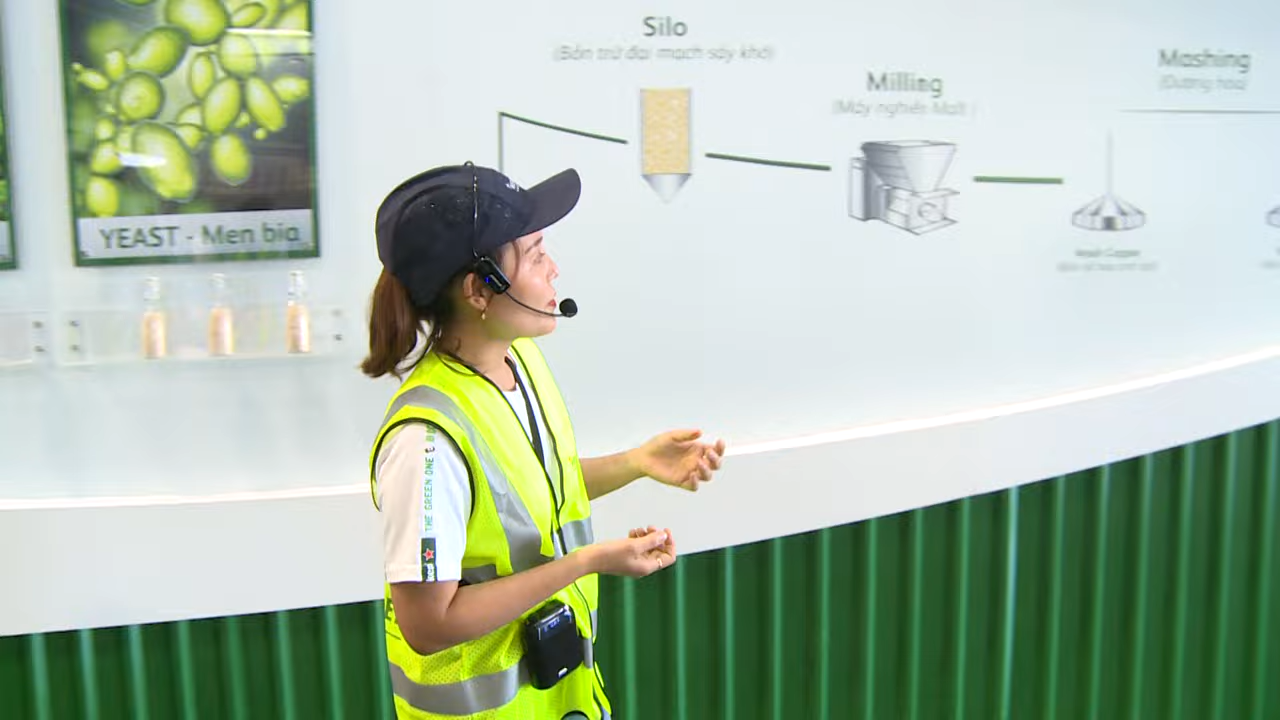 Silo
(Bồn trữ đại mạch sấy khô)
Milling
(Máy nghiền Malt)
Mashing
(Đường hóa)
YEAST - Men bia
THE GREEN ONE